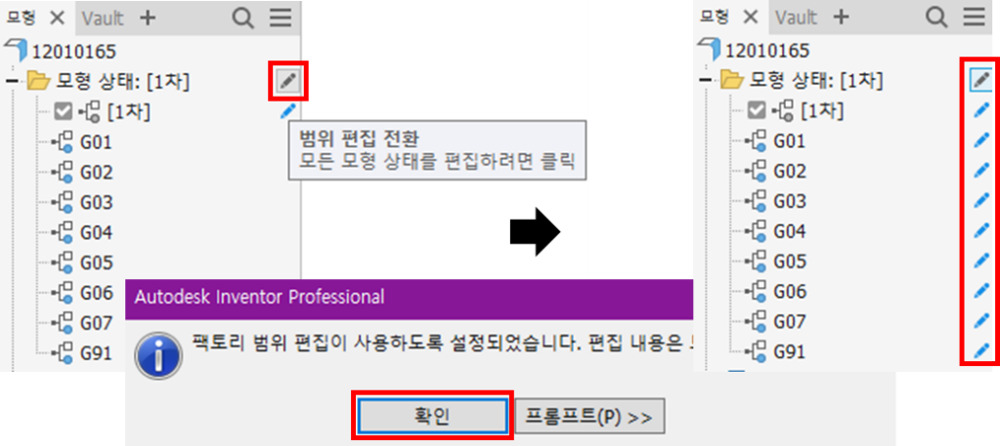 모형 × Vault +
12010165
모형 상태: [1차]
[1차]
G01
G02
G03
G04
G05
G06
G07
G91
범위 편집 전환
모든 모형 상태를 편집하려면 클릭
Autodesk Inventor Professional
팩토리 범위 편집이 사용하도록 설정되었습니다. 편집 내용은
확인
프롬프트(P) >>
모형 × Vault +
12010165
모형 상태: [1차]
[1차]
G01
G02
G03
G04
G05
G06
G07
G91